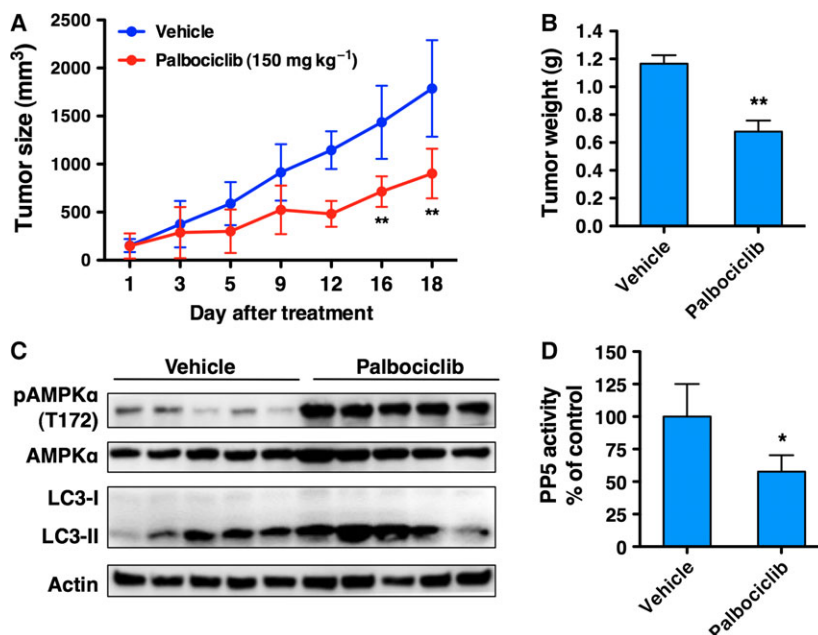 A
Vehicle
Palbociclib (150 mg kg⁻¹)
Tumor size (mm³)
2500
2000
1500
1000
500
0
** **
1 3 5 9 12 16 18
Day after treatment
B
Tumor weight (g)
1.4
1.2
1.0
0.8
0.6
0.4
0.2
0.0
**
Vehicle
Palbociclib
C
Vehicle Palbociclib
pAMPKα
(T172)
AMPKα
LC3-I
LC3-II
Actin
D
PP5 activity
% of control
150
125
100
75
50
25
0
*
Vehicle
Palbociclib